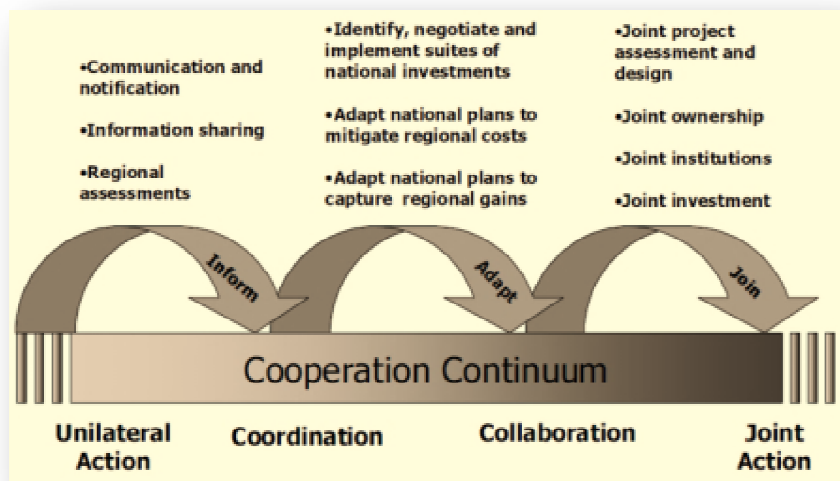 •Communication and
notification
•Information sharing
•Regional
assessments
•Identify, negotiate and
implement suites of
national investments
•Adapt national plans to
mitigate regional costs
•Adapt national plans to
capture regional gains
•Joint project
assessment and
design
•Joint ownership
•Joint institutions
•Joint investment
Inform
Adapt
Join
Cooperation Continuum
Unilateral
Action
Coordination
Collaboration
Joint
Action